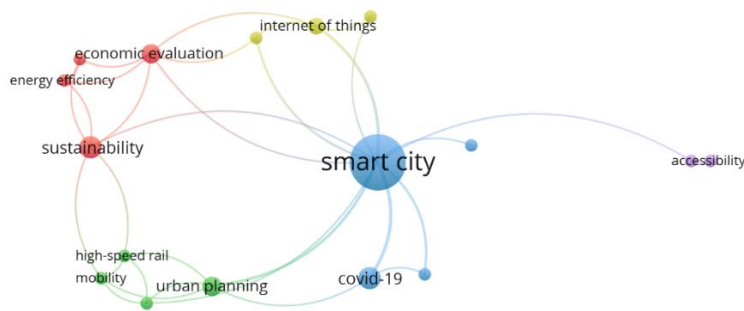 internet of things
economic evaluation
energy efficiency
sustainability
smart city
accessibility
high-speed rail
mobility
urban planning
covid-19